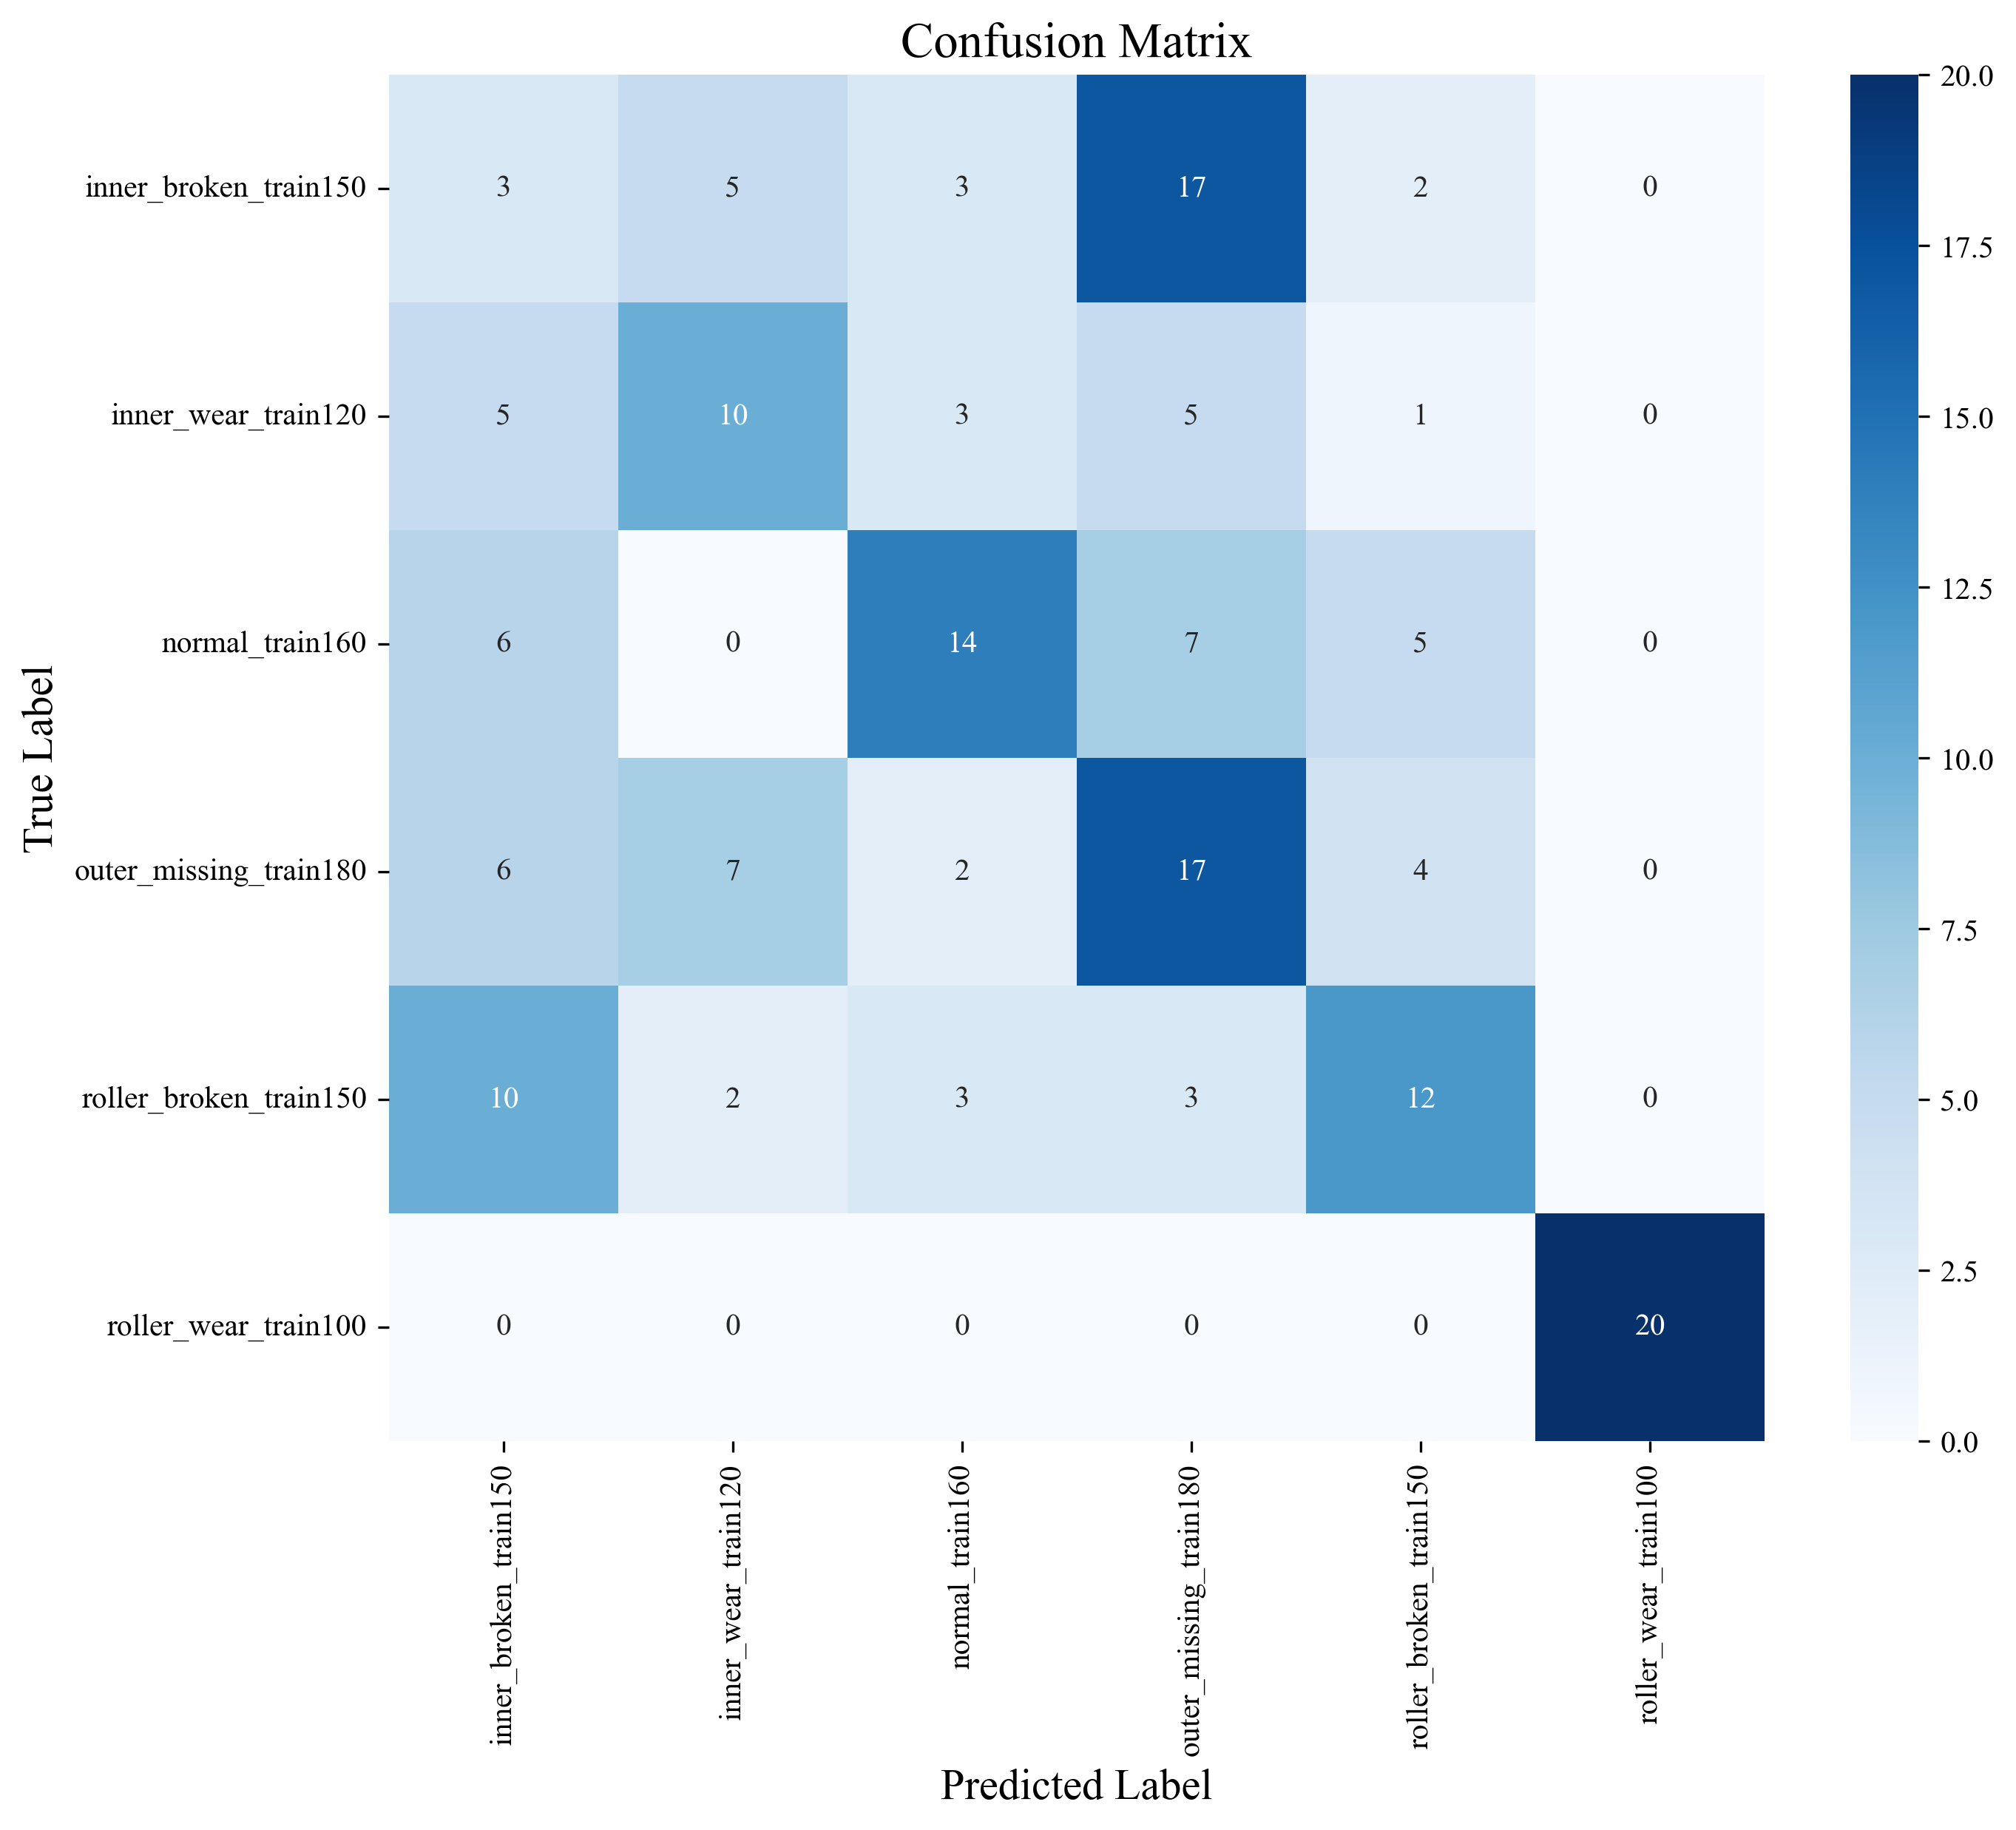 Confusion Matrix
True Label
inner_broken_train150 3 5 3 17 2 0
inner_wear_train120 5 10 3 5 1 0
normal_train160 6 0 14 7 5 0
outer_missing_train180 6 7 2 17 4 0
roller_broken_train150 10 2 3 3 12 0
roller_wear_train100 0 0 0 0 0 20
inner_broken_train150
inner_wear_train120
normal_train160
outer_missing_train180
roller_broken_train150
roller_wear_train100
Predicted Label
20.0
17.5
15.0
12.5
10.0
7.5
5.0
2.5
0.0